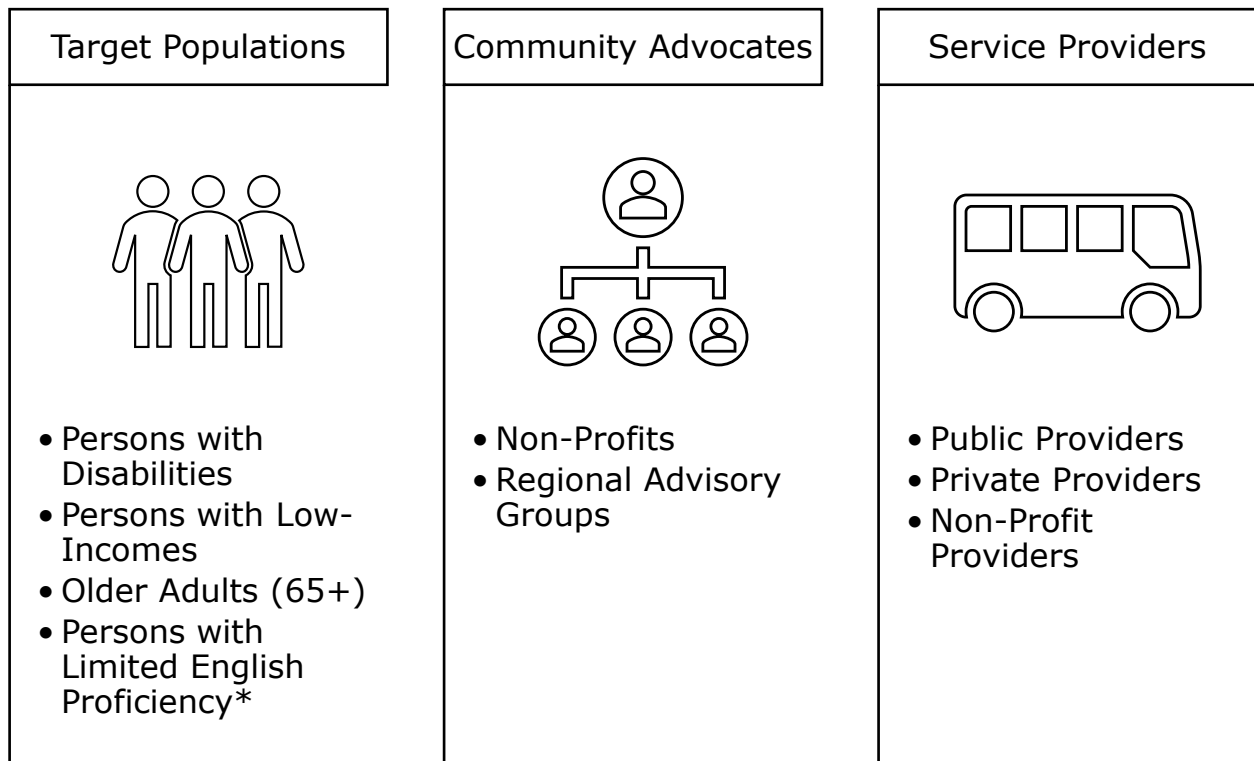 Target Populations
• Persons with
Disabilities
• Persons with Low-
Incomes
• Older Adults (65+)
• Persons with
Limited English
Proficiency*
Community Advocates
• Non-Profits
• Regional Advisory
Groups
Service Providers
• Public Providers
• Private Providers
• Non-Profit
Providers